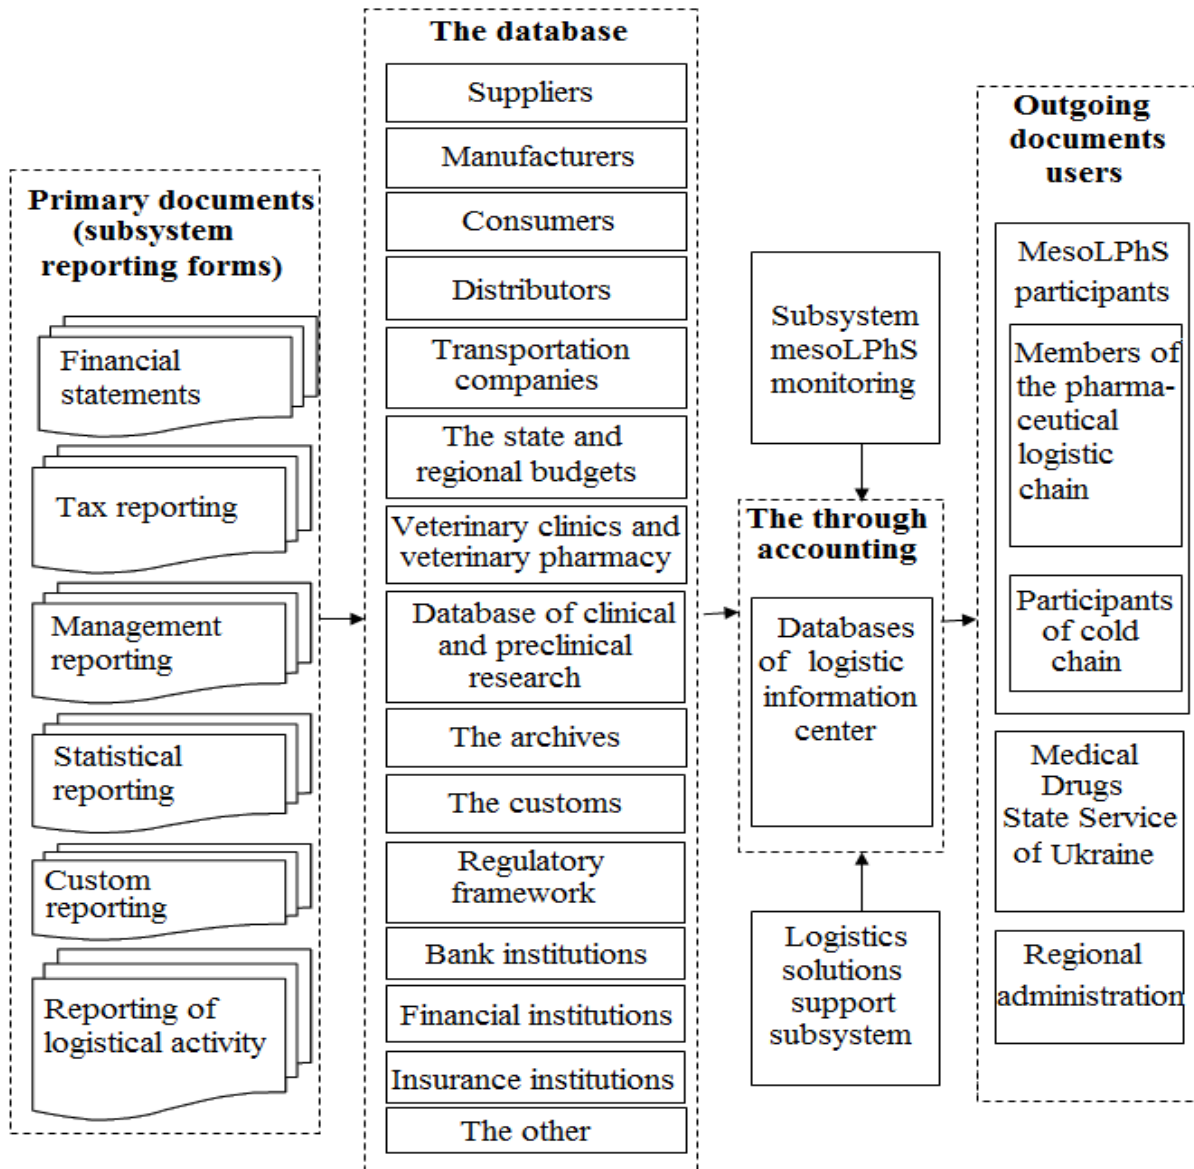 Primary documents
(subsystem
reporting forms)
Financial
statements
Tax reporting
Management
reporting
Statistical
reporting
Custom
reporting
Reporting of
logistical activity
The database
Suppliers
Manufacturers
Consumers
Distributors
Transportation
companies
The state and
regional budgets
Veterinary clinics and
veterinary pharmacy
Database of clinical
and preclinical
research
The archives
The customs
Regulatory
framework
Bank institutions
Financial institutions
Insurance institutions
The other
Subsystem
mesoLPhS
monitoring
The through
accounting
Databases
of logistic
information
center
Logistics
solutions
support
subsystem
Outgoing
documents
users
MesoLPhS
participants
Members of
the pharma-
ceutical
logistic
chain
Participants
of cold
chain
Medical
Drugs
State Service
of Ukraine
Regional
administration